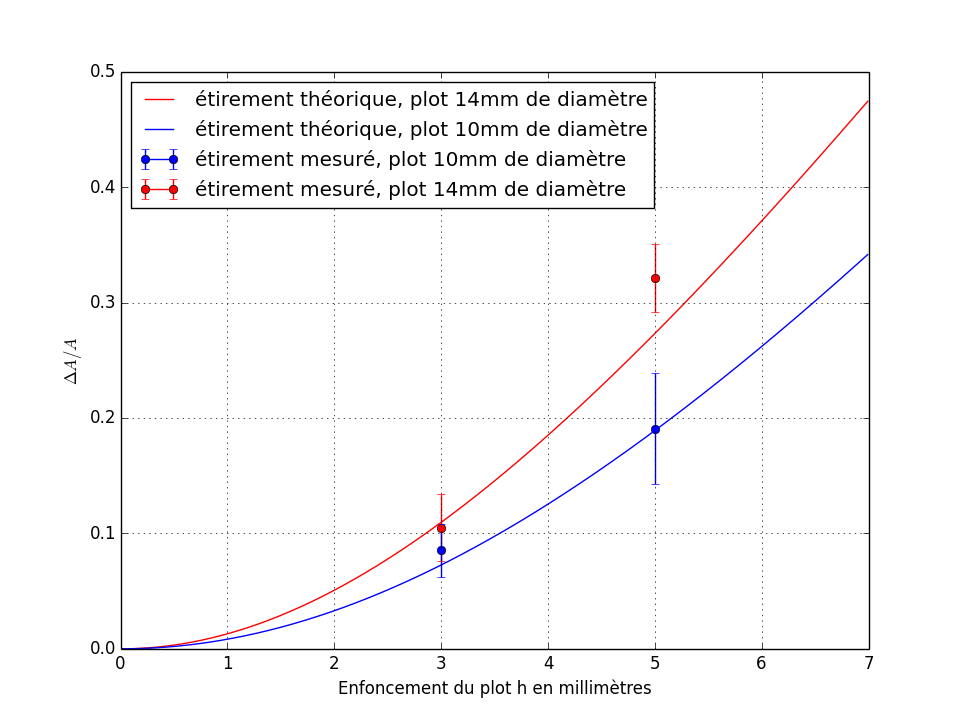 0.5
0.4
0.3
0.2
0.1
0.0
ΔA/A
étirement théorique, plot 14mm de diamètre
étirement théorique, plot 10mm de diamètre
étirement mesuré, plot 10mm de diamètre
étirement mesuré, plot 14mm de diamètre
0 1 2 3 4 5 6 7
Enfoncement du plot h en millimètres